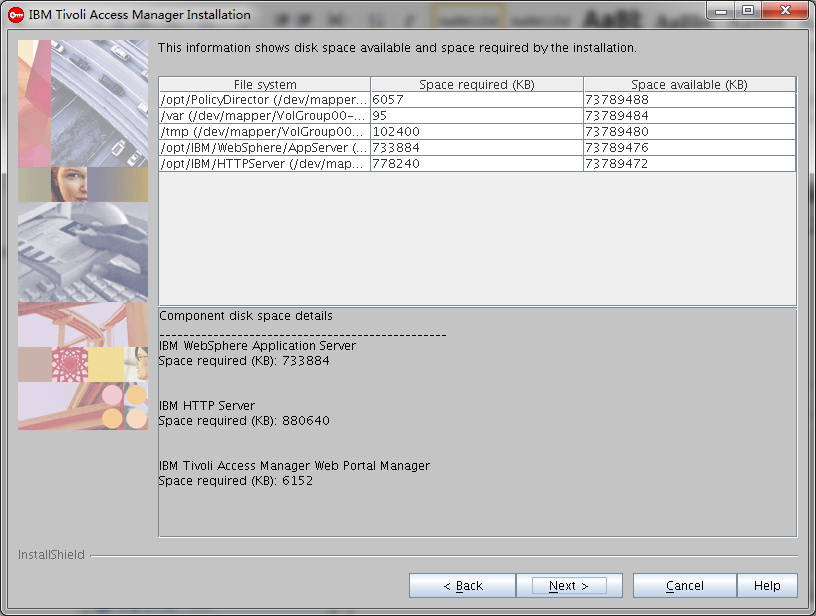 IBM Tivoli Access Manager Installation
This information shows disk space available and space required by the installation.
File system Space required (KB) Space available (KB)
/opt/PolicyDirector (/dev/mapper... 6057 73789488
/var (/dev/mapper/VolGroup00-... 95 73789484
/tmp (/dev/mapper/VolGroup00... 102400 73789480
/opt/IBM/WebSphere/AppServer (... 733884 73789476
/opt/IBM/HTTPServer (/dev/map... 778240 73789472
Component disk space details
------------------------------------------------
IBM WebSphere Application Server
Space required (KB): 733884
IBM HTTP Server
Space required (KB): 880640
IBM Tivoli Access Manager Web Portal Manager
Space required (KB): 6152
InstallShield
< Back Next > Cancel Help